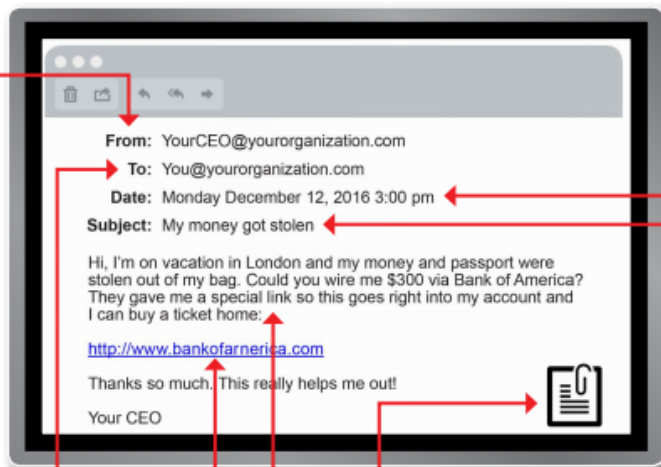 From: YourCEO@yourorganization.com
To: You@yourorganization.com
Date: Monday December 12, 2016 3:00 pm
Subject: My money got stolen
Hi, I'm on vacation in London and my money and passport were
stolen out of my bag. Could you wire me $300 via Bank of America?
They gave me a special link so this goes right into my account and
I can buy a ticket home:
http://www.bankofarnerica.com
Thanks so much. This really helps me out!
Your CEO